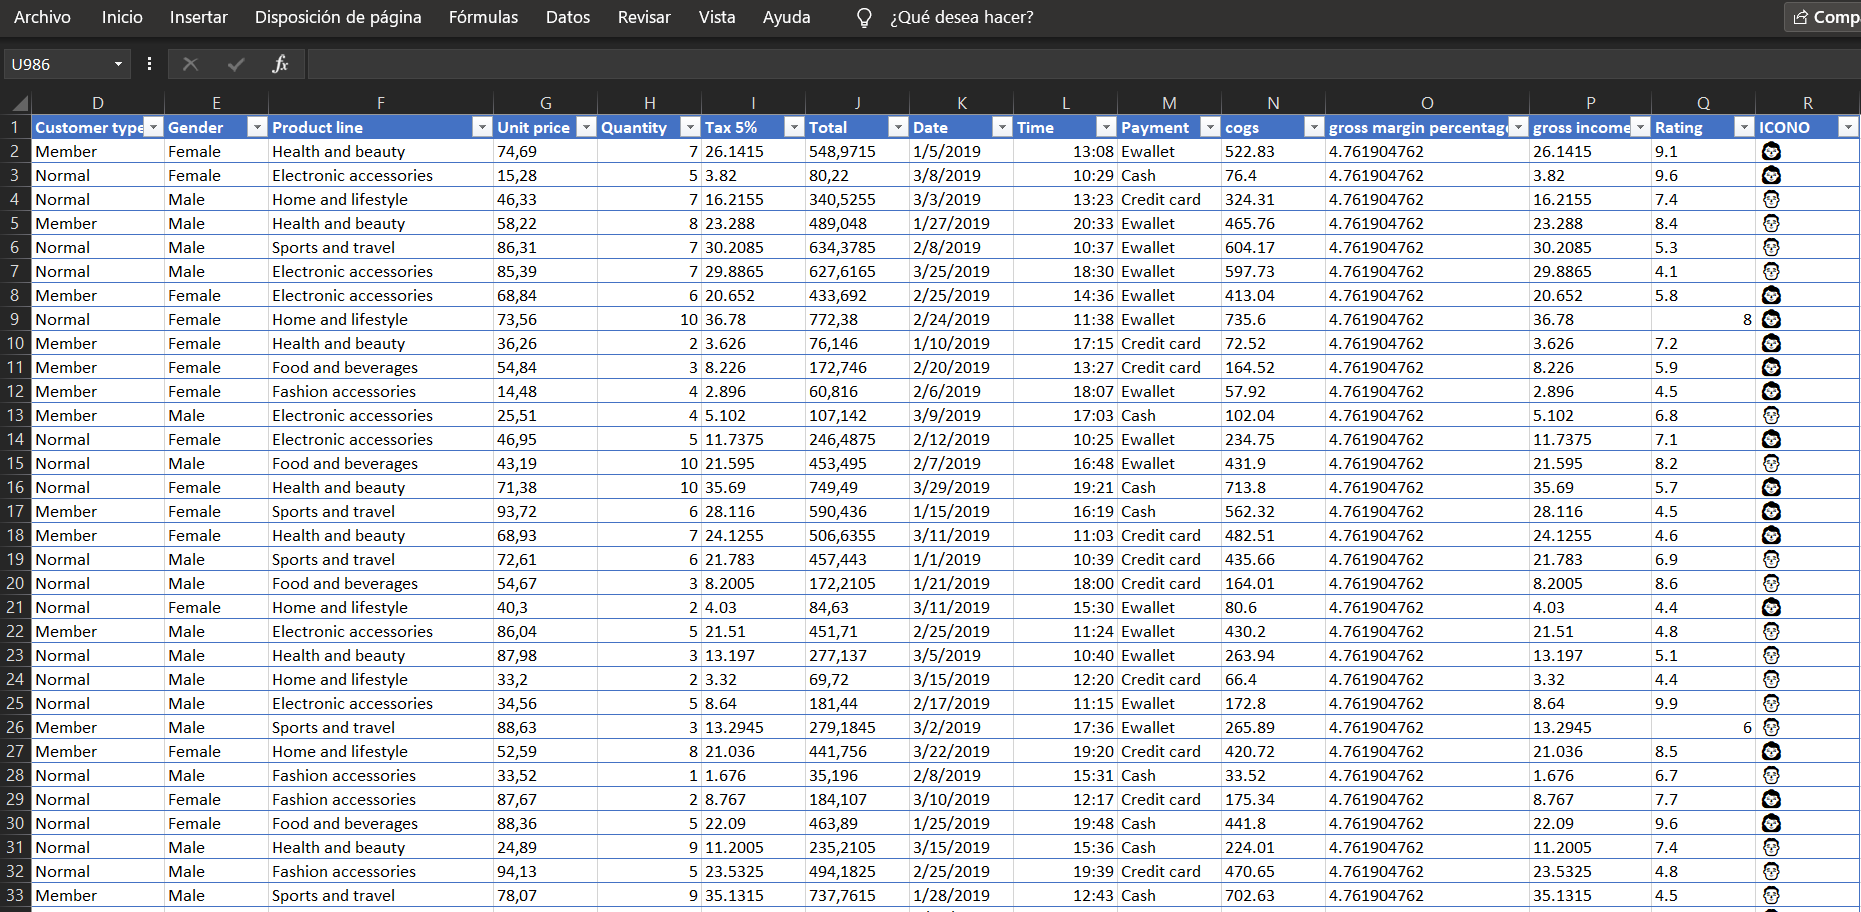 Archivo Inicio Insertar Disposición de página Fórmulas Datos Revisar Vista Ayuda ¿Qué desea hacer? Comp
U986 fx
D E F G H I J K L M N O P Q R
1 Customer type Gender Product line Unit price Quantity Tax 5% Total Date Time Payment cogs gross margin percentag gross income Rating ICONO
2 Member Female Health and beauty 74,69 7 26.1415 548,9715 1/5/2019 13:08 Ewallet 522.83 4.761904762 26.1415 9.1
3 Normal Female Electronic accessories 15,28 5 3.82 80,22 3/8/2019 10:29 Cash 76.4 4.761904762 3.82 9.6
4 Normal Male Home and lifestyle 46,33 7 16.2155 340,5255 3/3/2019 13:23 Credit card 324.31 4.761904762 16.2155 7.4
5 Member Male Health and beauty 58,22 8 23.288 489,048 1/27/2019 20:33 Ewallet 465.76 4.761904762 23.288 8.4
6 Normal Male Sports and travel 86,31 7 30.2085 634,3785 2/8/2019 10:37 Ewallet 604.17 4.761904762 30.2085 5.3
7 Normal Male Electronic accessories 85,39 7 29.8865 627,6165 3/25/2019 18:30 Ewallet 597.73 4.761904762 29.8865 4.1
8 Member Female Electronic accessories 68,84 6 20.652 433,692 2/25/2019 14:36 Ewallet 413.04 4.761904762 20.652 5.8
9 Normal Female Home and lifestyle 73,56 10 36.78 772,38 2/24/2019 11:38 Ewallet 735.6 4.761904762 36.78 8
10 Member Female Health and beauty 36,26 2 3.626 76,146 1/10/2019 17:15 Credit card 72.52 4.761904762 3.626 7.2
11 Member Female Food and beverages 54,84 3 8.226 172,746 2/20/2019 13:27 Credit card 164.52 4.761904762 8.226 5.9
12 Member Female Fashion accessories 14,48 4 2.896 60,816 2/6/2019 18:07 Ewallet 57.92 4.761904762 2.896 4.5
13 Member Male Electronic accessories 25,51 4 5.102 107,142 3/9/2019 17:03 Cash 102.04 4.761904762 5.102 6.8
14 Normal Female Electronic accessories 46,95 5 11.7375 246,4875 2/12/2019 10:25 Ewallet 234.75 4.761904762 11.7375 7.1
15 Normal Male Food and beverages 43,19 10 21.595 453,495 2/7/2019 16:48 Ewallet 431.9 4.761904762 21.595 8.2
16 Normal Female Health and beauty 71,38 10 35.69 749,49 3/29/2019 19:21 Cash 713.8 4.761904762 35.69 5.7
17 Member Female Sports and travel 93,72 6 28.116 590,436 1/15/2019 16:19 Cash 562.32 4.761904762 28.116 4.5
18 Member Female Health and beauty 68,93 7 24.1255 506,6355 3/11/2019 11:03 Credit card 482.51 4.761904762 24.1255 4.6
19 Normal Male Sports and travel 72,61 6 21.783 457,443 1/1/2019 10:39 Credit card 435.66 4.761904762 21.783 6.9
20 Normal Male Food and beverages 54,67 3 8.2005 172,2105 1/21/2019 18:00 Credit card 164.01 4.761904762 8.2005 8.6
21 Normal Female Home and lifestyle 40,3 2 4.03 84,63 3/11/2019 15:30 Ewallet 80.6 4.761904762 4.03 4.4
22 Member Male Electronic accessories 86,04 5 21.51 451,71 2/25/2019 11:24 Ewallet 430.2 4.761904762 21.51 4.8
23 Normal Male Health and beauty 87,98 3 13.197 277,137 3/5/2019 10:40 Ewallet 263.94 4.761904762 13.197 5.1
24 Normal Male Home and lifestyle 33,2 2 3.32 69,72 3/15/2019 12:20 Credit card 66.4 4.761904762 3.32 4.4
25 Normal Male Electronic accessories 34,56 5 8.64 181,44 2/17/2019 11:15 Ewallet 172.8 4.761904762 8.64 9.9
26 Member Male Sports and travel 88,63 3 13.2945 279,1845 3/2/2019 17:36 Ewallet 265.89 4.761904762 13.2945 6
27 Member Female Home and lifestyle 52,59 8 21.036 441,756 3/22/2019 19:20 Credit card 420.72 4.761904762 21.036 8.5
28 Normal Male Fashion accessories 33,52 1 1.676 35,196 2/8/2019 15:31 Cash 33.52 4.761904762 1.676 6.7
29 Normal Female Fashion accessories 87,67 2 8.767 184,107 3/10/2019 12:17 Credit card 175.34 4.761904762 8.767 7.7
30 Normal Female Food and beverages 88,36 5 22.09 463,89 1/25/2019 19:48 Cash 441.8 4.761904762 22.09 9.6
31 Normal Male Health and beauty 24,89 9 11.2005 235,2105 3/15/2019 15:36 Cash 224.01 4.761904762 11.2005 7.4
32 Normal Male Fashion accessories 94,13 5 23.5325 494,1825 2/25/2019 19:39 Credit card 470.65 4.761904762 23.5325 4.8
33 Member Male Sports and travel 78,07 9 35.1315 737,7615 1/28/2019 12:43 Cash 702.63 4.761904762 35.1315 4.5